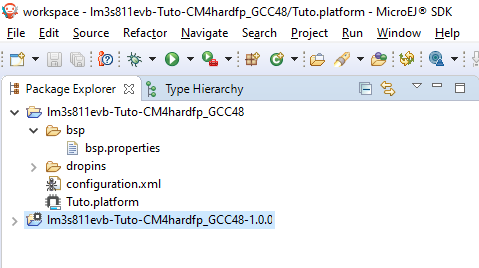 workspace - lm3s811evb-Tuto-CM4hardfp_GCC48/Tuto.platform - MicroEJ® SDK
File Edit Source Refactor Navigate Search Project Run Window Help
Package Explorer Type Hierarchy
lm3s811evb-Tuto-CM4hardfp_GCC48
bsp
bsp.properties
dropins
configuration.xml
Tuto.platform
lm3s811evb-Tuto-CM4hardfp_GCC48-1.0.0